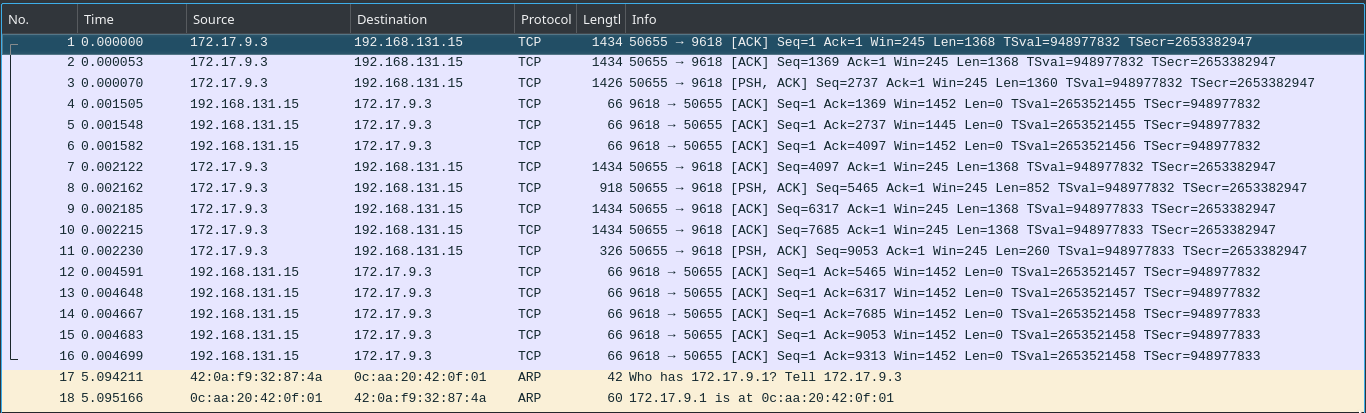 No. Time Source Destination Protocol Lengtl Info
1 0.000000 172.17.9.3 192.168.131.15 TCP 1434 50655 → 9618 [ACK] Seq=1 Ack=1 Win=245 Len=1368 TSval=948977832 TSecr=2653382947
2 0.000053 172.17.9.3 192.168.131.15 TCP 1434 50655 → 9618 [ACK] Seq=1369 Ack=1 Win=245 Len=1368 TSval=948977832 TSecr=2653382947
3 0.000070 172.17.9.3 192.168.131.15 TCP 1426 50655 → 9618 [PSH, ACK] Seq=2737 Ack=1 Win=245 Len=1360 TSval=948977832 TSecr=2653382947
4 0.001505 192.168.131.15 172.17.9.3 TCP 66 9618 → 50655 [ACK] Seq=1 Ack=1369 Win=1452 Len=0 TSval=2653521455 TSecr=948977832
5 0.001548 192.168.131.15 172.17.9.3 TCP 66 9618 → 50655 [ACK] Seq=1 Ack=2737 Win=1445 Len=0 TSval=2653521455 TSecr=948977832
6 0.001582 192.168.131.15 172.17.9.3 TCP 66 9618 → 50655 [ACK] Seq=1 Ack=4097 Win=1452 Len=0 TSval=2653521456 TSecr=948977832
7 0.002122 172.17.9.3 192.168.131.15 TCP 1434 50655 → 9618 [ACK] Seq=4097 Ack=1 Win=245 Len=1368 TSval=948977832 TSecr=2653382947
8 0.002162 172.17.9.3 192.168.131.15 TCP 918 50655 → 9618 [PSH, ACK] Seq=5465 Ack=1 Win=245 Len=852 TSval=948977832 TSecr=2653382947
9 0.002185 172.17.9.3 192.168.131.15 TCP 1434 50655 → 9618 [ACK] Seq=6317 Ack=1 Win=245 Len=1368 TSval=948977833 TSecr=2653382947
10 0.002215 172.17.9.3 192.168.131.15 TCP 1434 50655 → 9618 [ACK] Seq=7685 Ack=1 Win=245 Len=1368 TSval=948977833 TSecr=2653382947
11 0.002230 172.17.9.3 192.168.131.15 TCP 326 50655 → 9618 [PSH, ACK] Seq=9053 Ack=1 Win=245 Len=260 TSval=948977833 TSecr=2653382947
12 0.004591 192.168.131.15 172.17.9.3 TCP 66 9618 → 50655 [ACK] Seq=1 Ack=5465 Win=1452 Len=0 TSval=2653521457 TSecr=948977832
13 0.004648 192.168.131.15 172.17.9.3 TCP 66 9618 → 50655 [ACK] Seq=1 Ack=6317 Win=1452 Len=0 TSval=2653521457 TSecr=948977832
14 0.004667 192.168.131.15 172.17.9.3 TCP 66 9618 → 50655 [ACK] Seq=1 Ack=7685 Win=1452 Len=0 TSval=2653521458 TSecr=948977833
15 0.004683 192.168.131.15 172.17.9.3 TCP 66 9618 → 50655 [ACK] Seq=1 Ack=9053 Win=1452 Len=0 TSval=2653521458 TSecr=948977833
16 0.004699 192.168.131.15 172.17.9.3 TCP 66 9618 → 50655 [ACK] Seq=1 Ack=9313 Win=1452 Len=0 TSval=2653521458 TSecr=948977833
17 5.094211 42:0a:f9:32:87:4a 0c:aa:20:42:0f:01 ARP 42 Who has 172.17.9.1? Tell 172.17.9.3
18 5.095166 0c:aa:20:42:0f:01 42:0a:f9:32:87:4a ARP 60 172.17.9.1 is at 0c:aa:20:42:0f:01